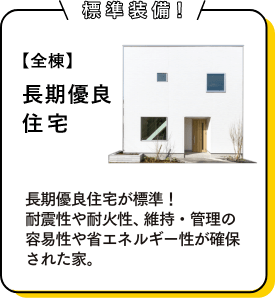 標準装備！
【全棟】
長期優良
住宅
長期優良住宅が標準！
耐震性や耐火性、維持・管理の
容易性や省エネルギー性が確保
された家。